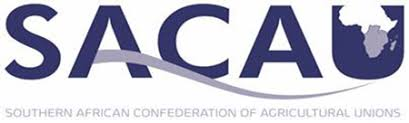 SACAU
SOUTHERN AFRICAN CONFEDERATION OF AGRICULTURAL UNIONS